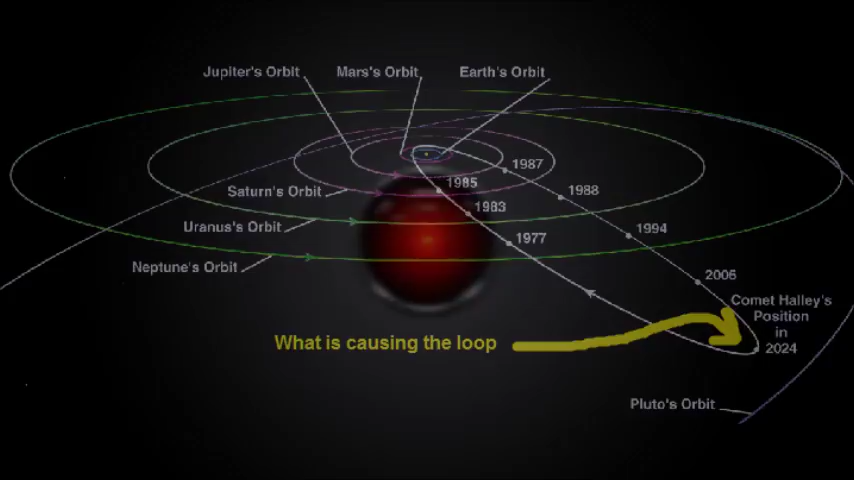 Jupiter's Orbit
Mars's Orbit
Earth's Orbit
1987
1985
1988
Saturn's Orbit
1983
Uranus's Orbit
1994
1977
Neptune's Orbit
2005
Comet Halley's
Position
in
2024
What is causing the loop
Pluto's Orbit